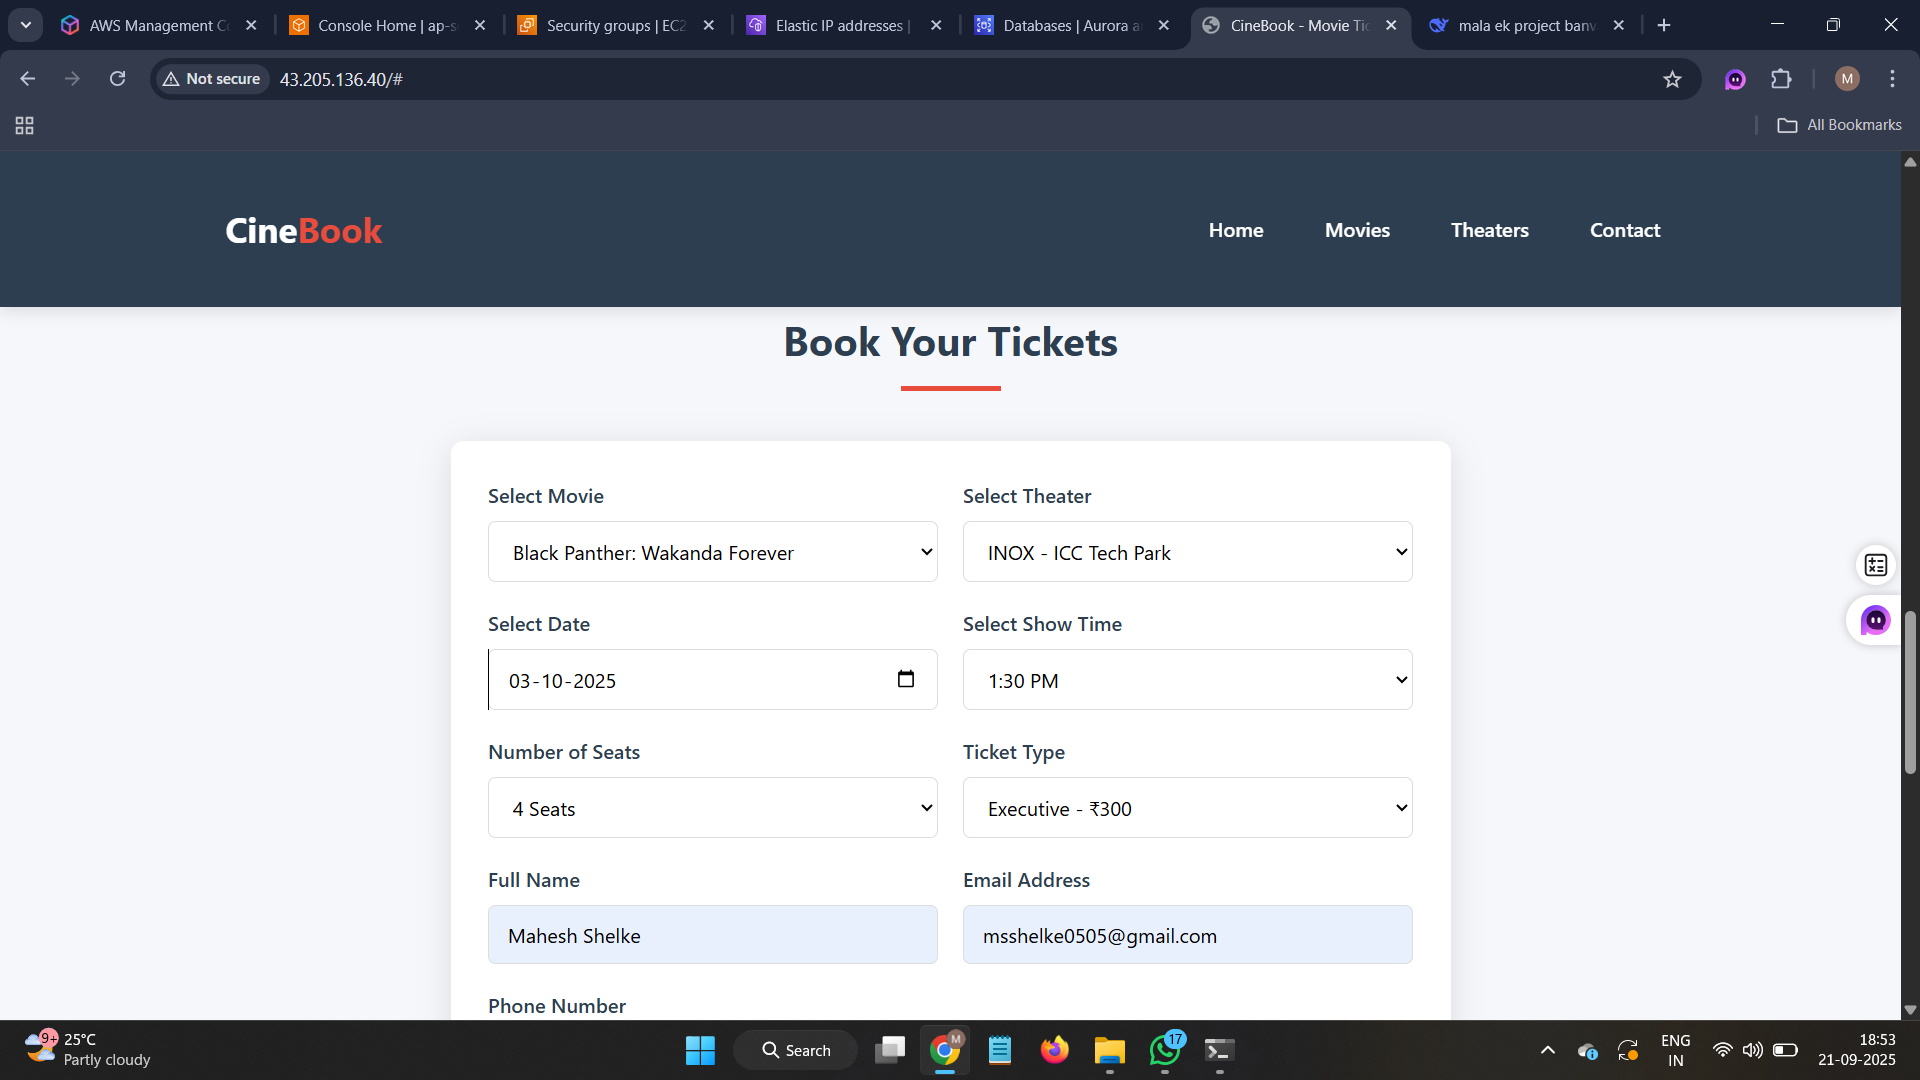 AWS Management Co
Console Home | ap-s
Security groups | EC2
Elastic IP addresses |
Databases | Aurora a
CineBook - Movie Tic
mala ek project banv
Not secure
43.205.136.40/#
M
All Bookmarks
CineBook
Home
Movies
Theaters
Contact
Book Your Tickets
Select Movie
Select Theater
Black Panther: Wakanda Forever
INOX - ICC Tech Park
Select Date
Select Show Time
03-10-2025
1:30 PM
Number of Seats
Ticket Type
4 Seats
Executive - ₹300
Full Name
Email Address
Mahesh Shelke
msshelke0505@gmail.com
Phone Number
9+
25°C
Partly cloudy
Search
M
17
ENG
IN
18:53
21-09-2025